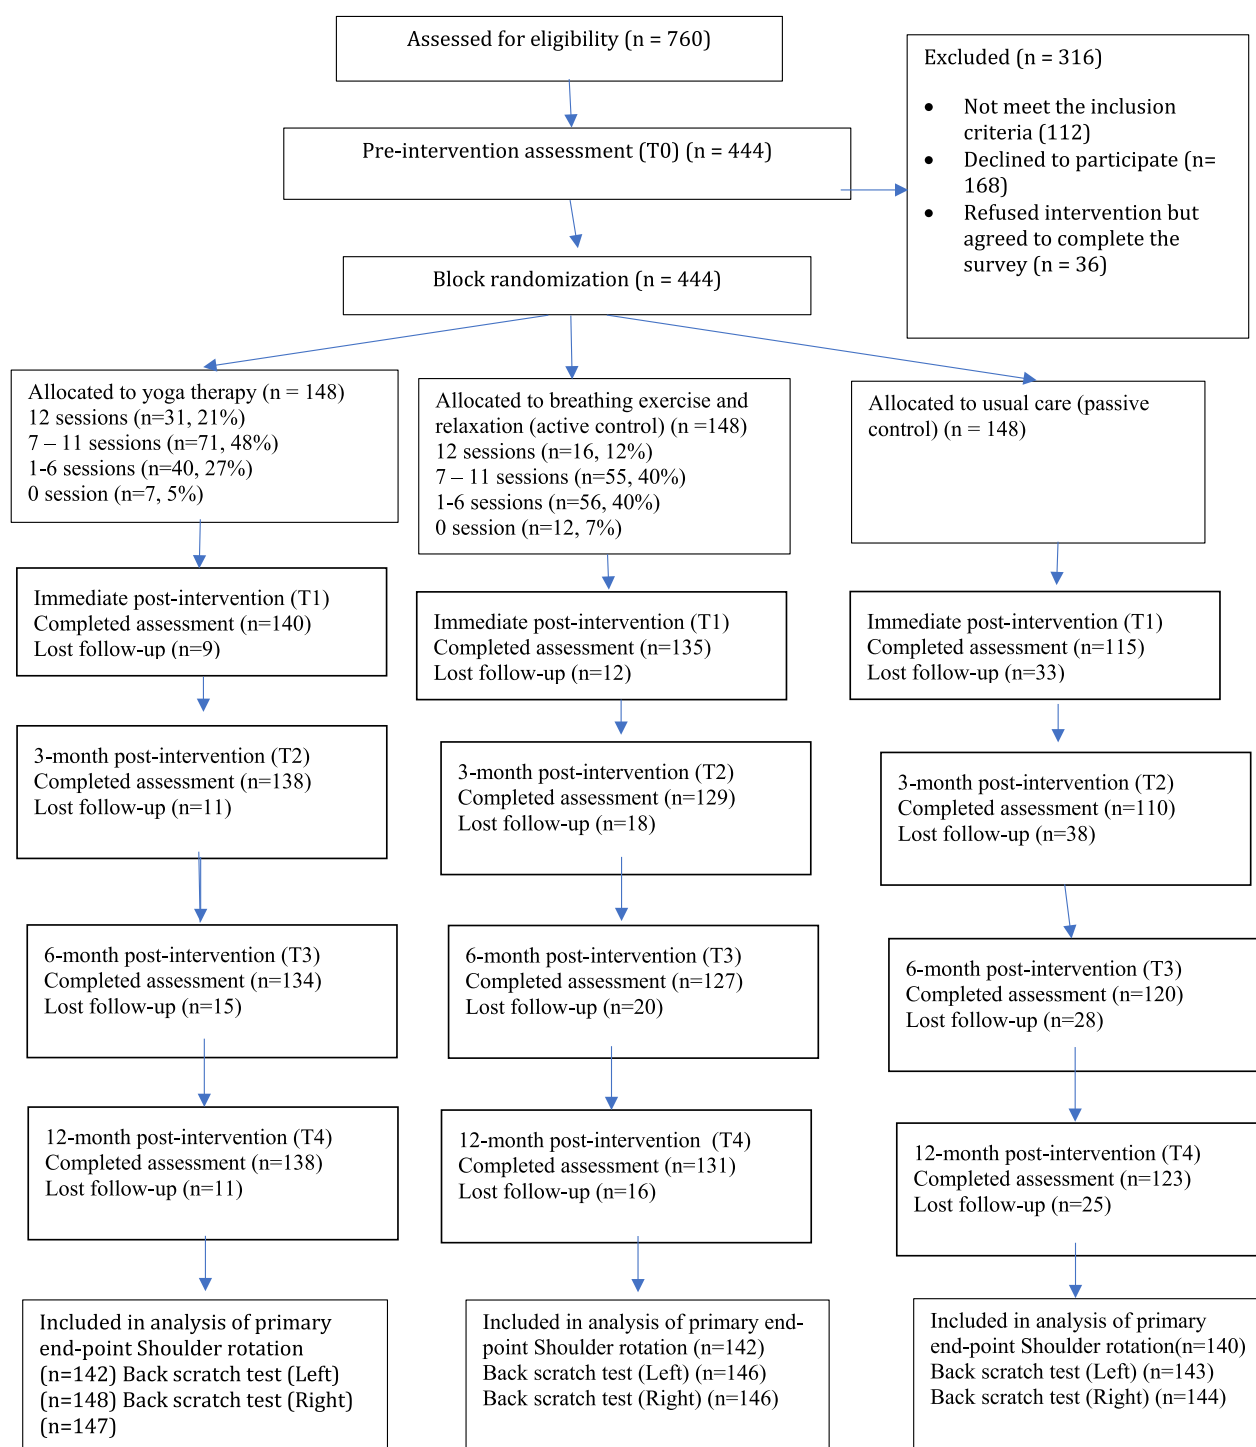 Assessed for eligibility (n = 760)
Excluded (n = 316)
• Not meet the inclusion
criteria (112)
• Declined to participate (n=
168)
• Refused intervention but
agreed to complete the
survey (n = 36)
Pre-intervention assessment (T0) (n = 444)
Block randomization (n = 444)
Allocated to yoga therapy (n = 148)
12 sessions (n=31, 21%)
7 – 11 sessions (n=71, 48%)
1-6 sessions (n=40, 27%)
0 session (n=7, 5%)
Allocated to breathing exercise and
relaxation (active control) (n =148)
12 sessions (n=16, 12%)
7 – 11 sessions (n=55, 40%)
1-6 sessions (n=56, 40%)
0 session (n=12, 7%)
Allocated to usual care (passive
control) (n = 148)
Immediate post-intervention (T1)
Completed assessment (n=140)
Lost follow-up (n=9)
Immediate post-intervention (T1)
Completed assessment (n=135)
Lost follow-up (n=12)
Immediate post-intervention (T1)
Completed assessment (n=115)
Lost follow-up (n=33)
3-month post-intervention (T2)
Completed assessment (n=138)
Lost follow-up (n=11)
3-month post-intervention (T2)
Completed assessment (n=129)
Lost follow-up (n=18)
3-month post-intervention (T2)
Completed assessment (n=110)
Lost follow-up (n=38)
6-month post-intervention (T3)
Completed assessment (n=134)
Lost follow-up (n=15)
6-month post-intervention (T3)
Completed assessment (n=127)
Lost follow-up (n=20)
6-month post-intervention (T3)
Completed assessment (n=120)
Lost follow-up (n=28)
12-month post-intervention (T4)
Completed assessment (n=138)
Lost follow-up (n=11)
12-month post-intervention (T4)
Completed assessment (n=131)
Lost follow-up (n=16)
12-month post-intervention (T4)
Completed assessment (n=123)
Lost follow-up (n=25)
Included in analysis of primary
end-point Shoulder rotation
(n=142) Back scratch test (Left)
(n=148) Back scratch test (Right)
(n=147)
Included in analysis of primary end-
point Shoulder rotation (n=142)
Back scratch test (Left) (n=146)
Back scratch test (Right) (n=146)
Included in analysis of primary
end-point Shoulder rotation(n=140)
Back scratch test (Left) (n=143)
Back scratch test (Right) (n=144)